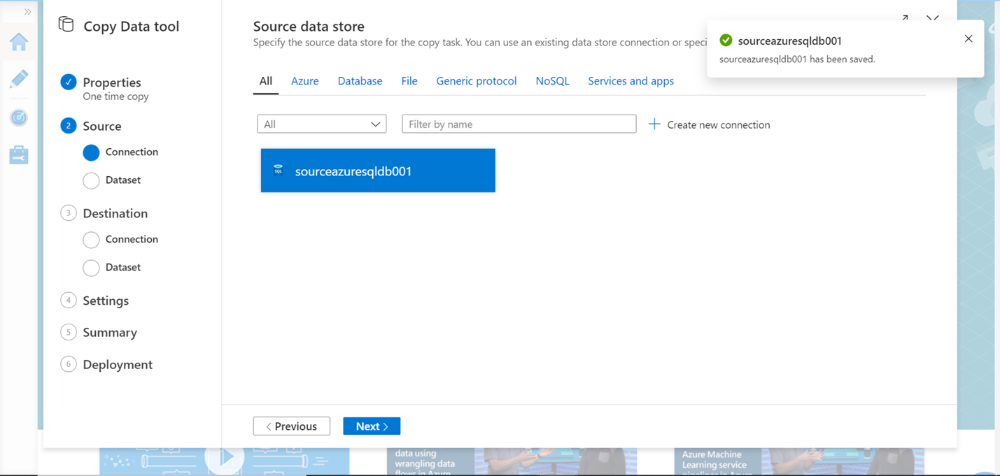 Copy Data tool
Properties
One time copy
2 Source
Connection
Dataset
3 Destination
Connection
Dataset
4 Settings
5 Summary
6 Deployment
Source data store
Specify the source data store for the copy task. You can use an existing data store connection or speci
sourceazuresqldb001
sourceazuresqldb001 has been saved.
All Azure Database File Generic protocol NoSQL Services and apps
All Filter by name Create new connection
SQL sourceazuresqldb001
Previous Next
data using
wrangling data
flows in Azure
Azure Machine
Learning service
pipelines in Azure